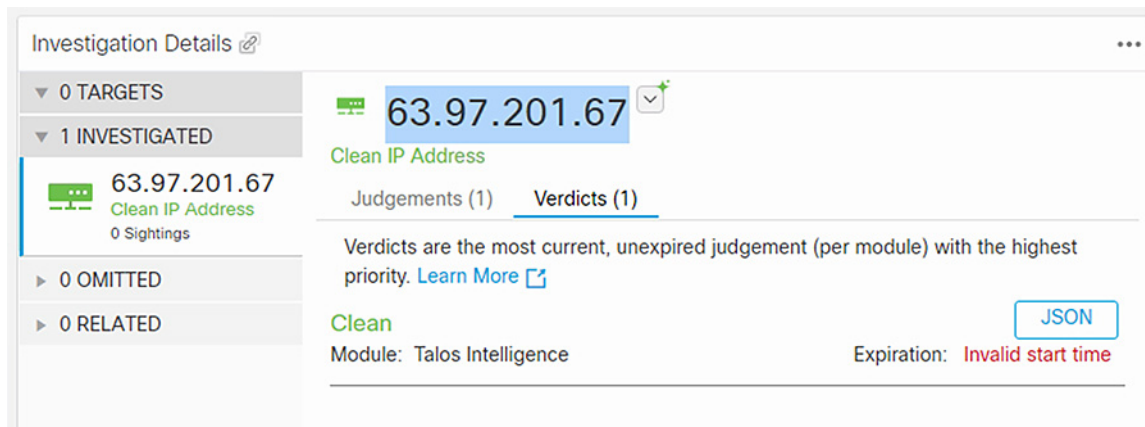 Investigation Details
0 TARGETS
1 INVESTIGATED
63.97.201.67
Clean IP Address
0 Sightings
0 OMITTED
0 RELATED
63.97.201.67
Clean IP Address
Judgements (1) Verdicts (1)
Verdicts are the most current, unexpired judgement (per module) with the highest
priority. Learn More
Clean
JSON
Module: Talos Intelligence Expiration: Invalid start time